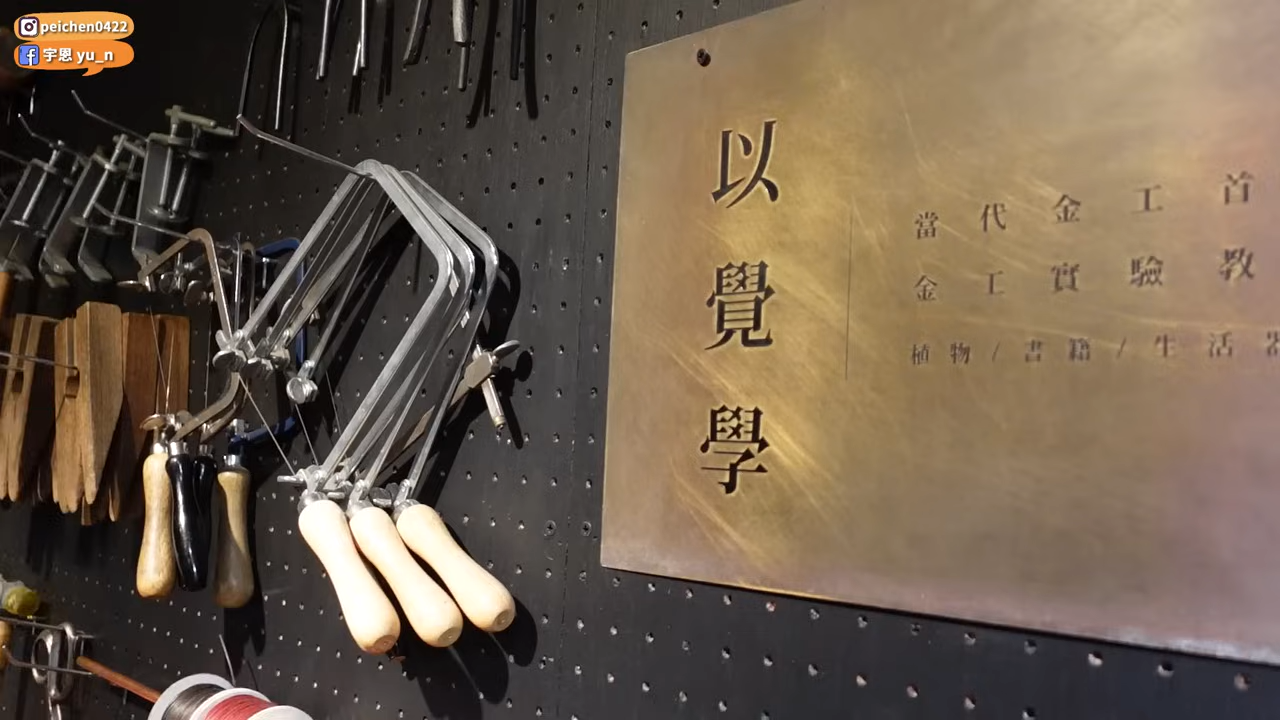 peichen0422
宇恩 yu_n
以覺學
當代金工首
金工實驗教
植物/書籍/生活器